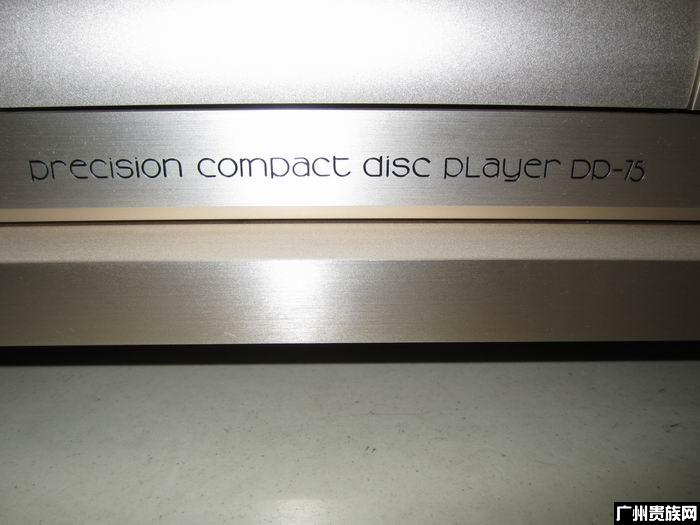 precision compact disc player DP-75
广州贵族网